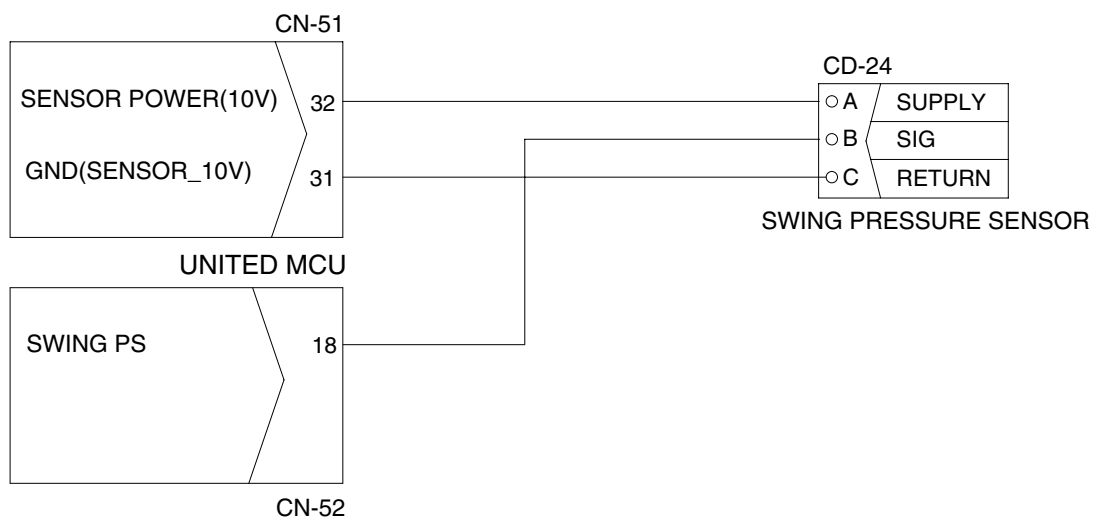 CN-51
SENSOR POWER(10V) 32
GND(SENSOR_10V) 31
CD-24
A SUPPLY
B SIG
C RETURN
SWING PRESSURE SENSOR
UNITED MCU
SWING PS 18
CN-52